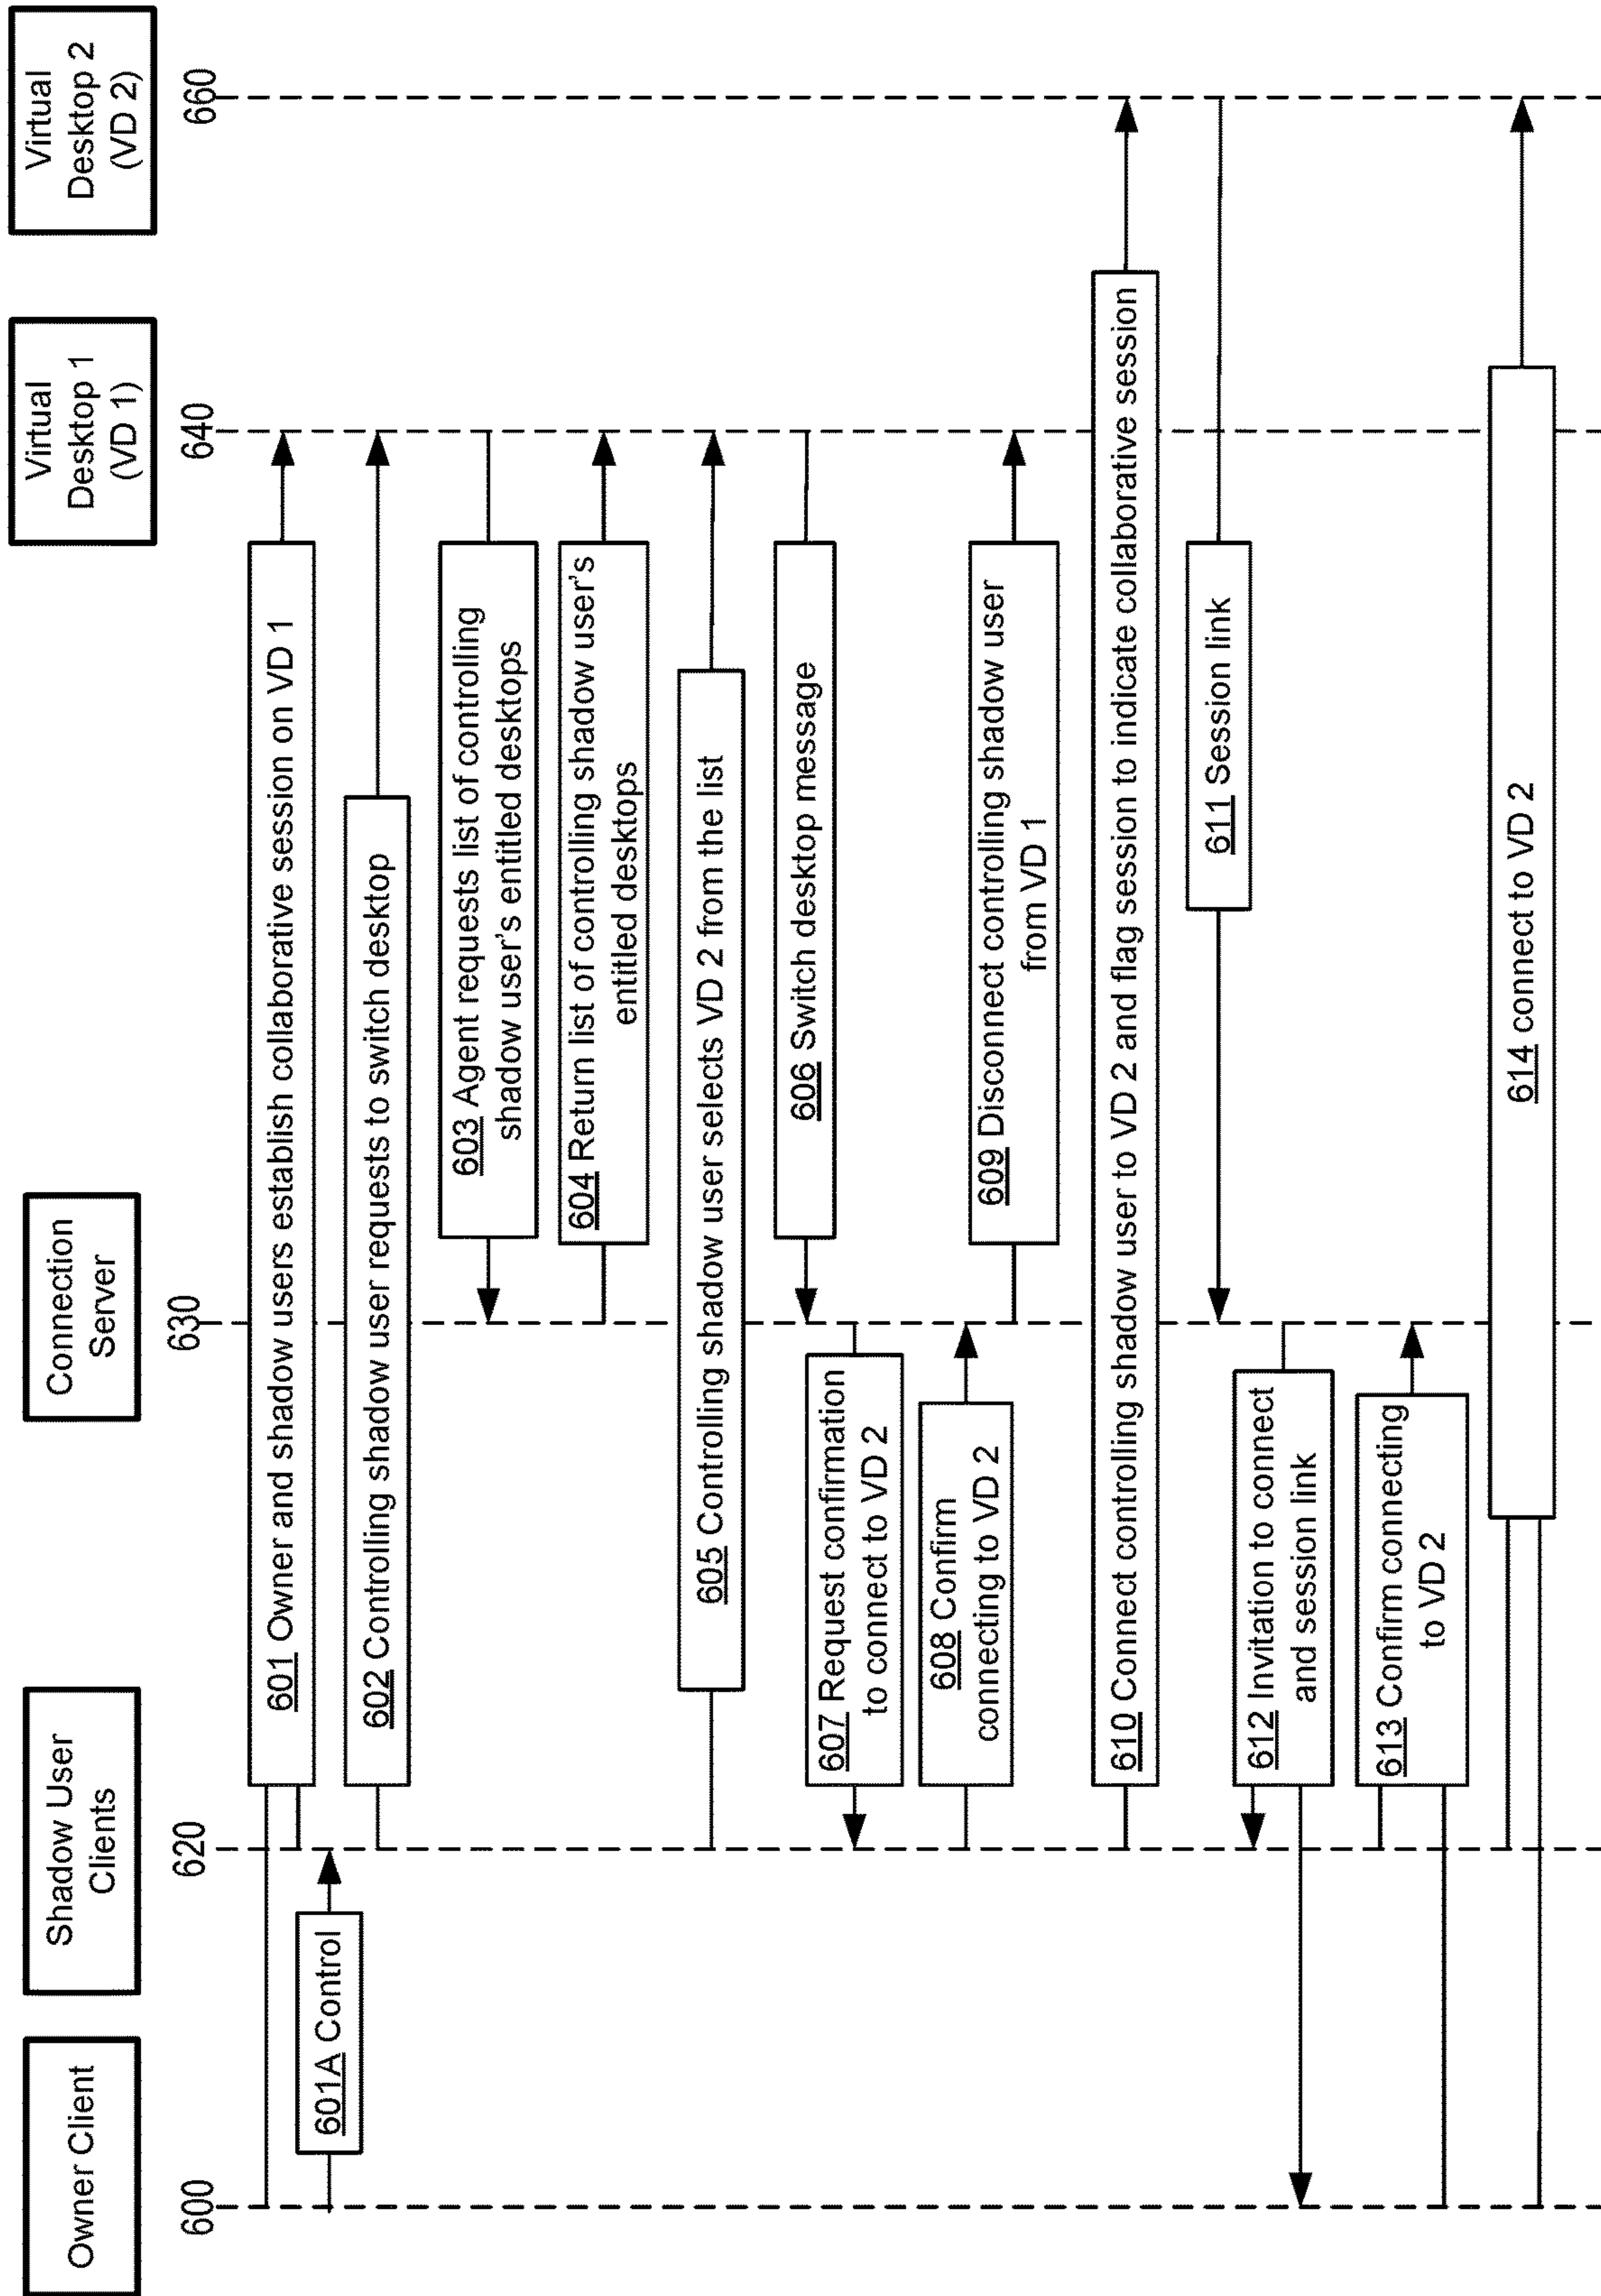 Owner Client
Shadow User
Clients
Connection
Server
Virtual
Desktop 1
(VD 1)
Virtual
Desktop 2
(VD 2)
600
620
630
640
660
601 Owner and shadow users establish collaborative session on VD 1
601A Control
602 Controlling shadow user requests to switch desktop
603 Agent requests list of controlling
shadow user's entitled desktops
604 Return list of controlling shadow user's
entitled desktops
605 Controlling shadow user selects VD 2 from the list
606 Switch desktop message
607 Request confirmation
to connect to VD 2
608 Confirm
connecting to VD 2
609 Disconnect controlling shadow user
from VD 1
610 Connect controlling shadow user to VD 2 and flag session to indicate collaborative session
611 Session link
612 Invitation to connect
and session link
613 Confirm connecting
to VD 2
614 connect to VD 2